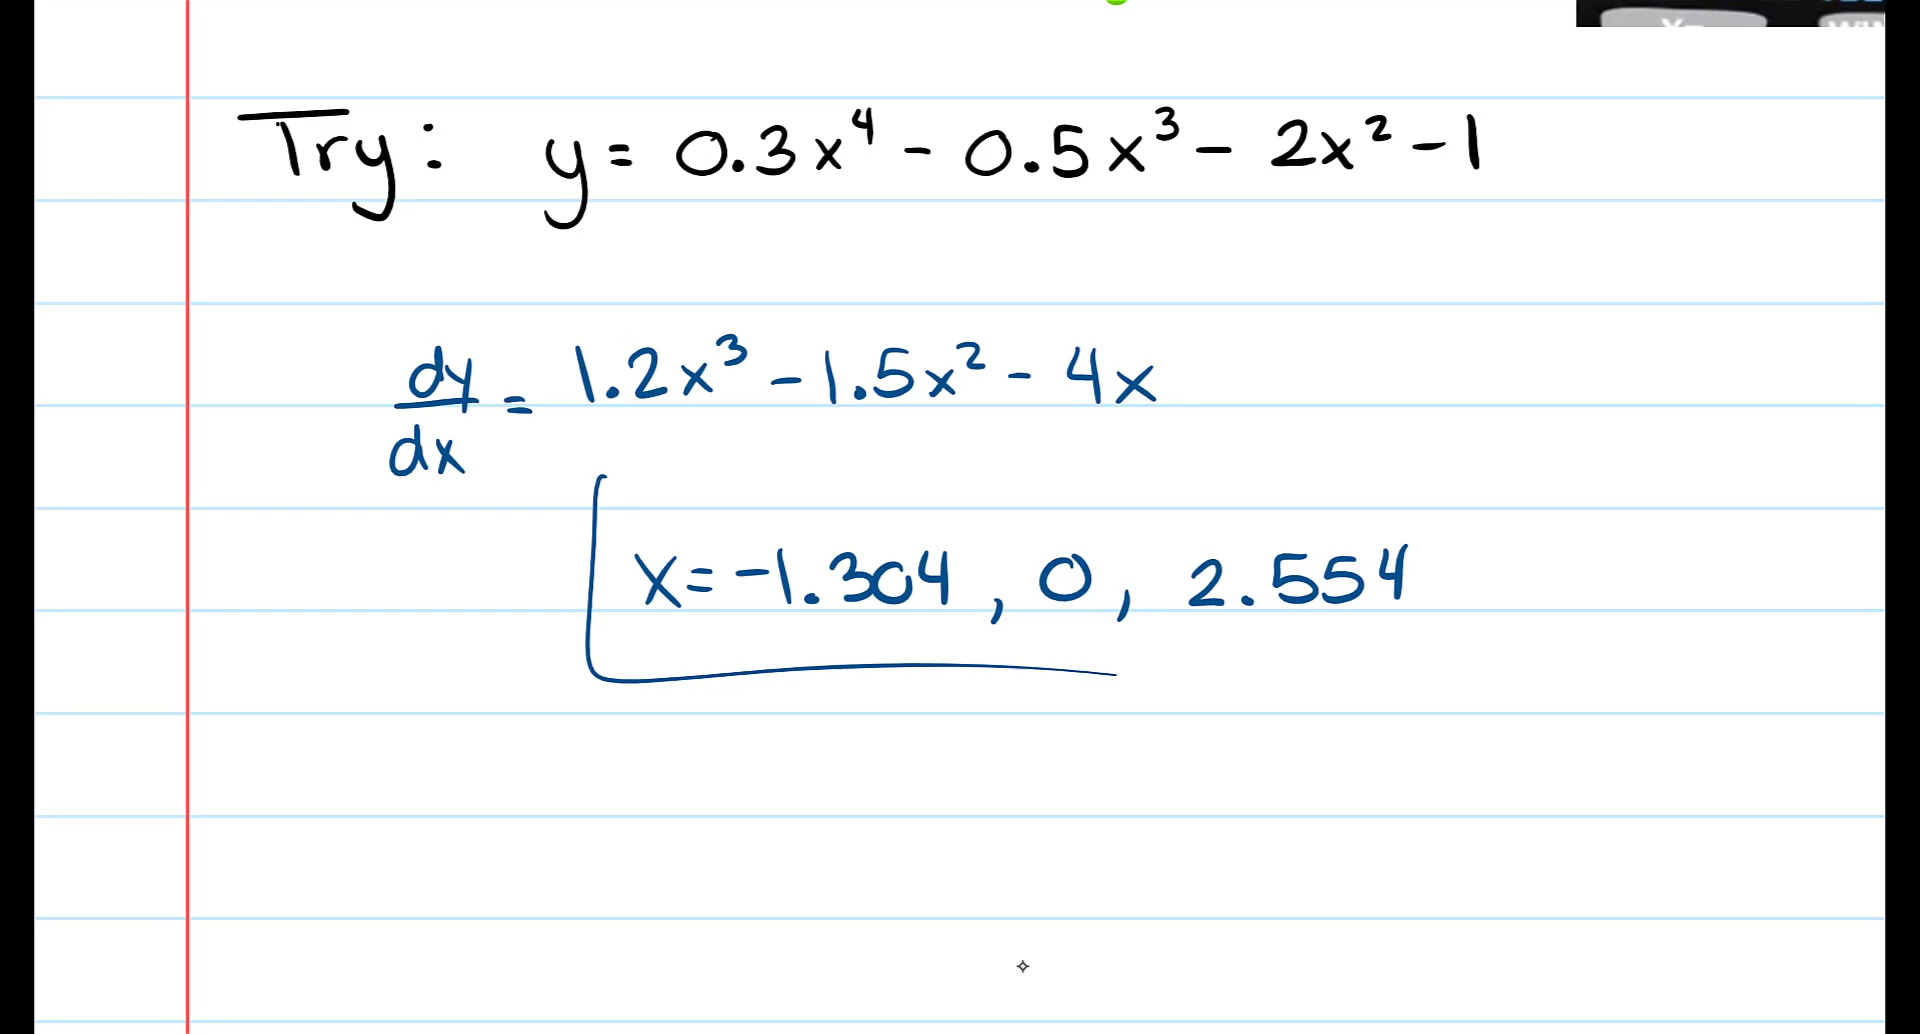 Try: y = 0.3x⁴ - 0.5x³ - 2x² - 1
dy/dx = 1.2x³ - 1.5x² - 4x
x = -1.304, 0, 2.554